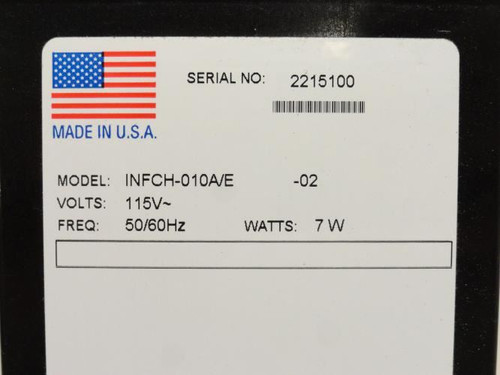 SERIAL NO: 2215100
MADE IN U.S.A.
MODEL: INFCH-010A/E -02
VOLTS: 115V~
FREQ: 50/60Hz WATTS: 7 W